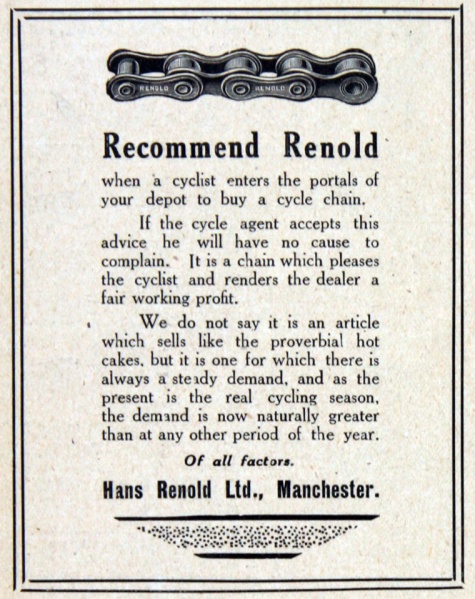 RENOLD RENOLD
Recommend Renold
when a cyclist enters the portals of
your depot to buy a cycle chain.
If the cycle agent accepts this
advice he will have no cause to
complain. It is a chain which pleases
the cyclist and renders the dealer a
fair working profit.
We do not say it is an article
which sells like the proverbial hot
cakes, but it is one for which there is
always a steady demand, and as the
present is the real cycling season,
the demand is now naturally greater
than at any other period of the year.
Of all factors.
Hans Renold Ltd., Manchester.